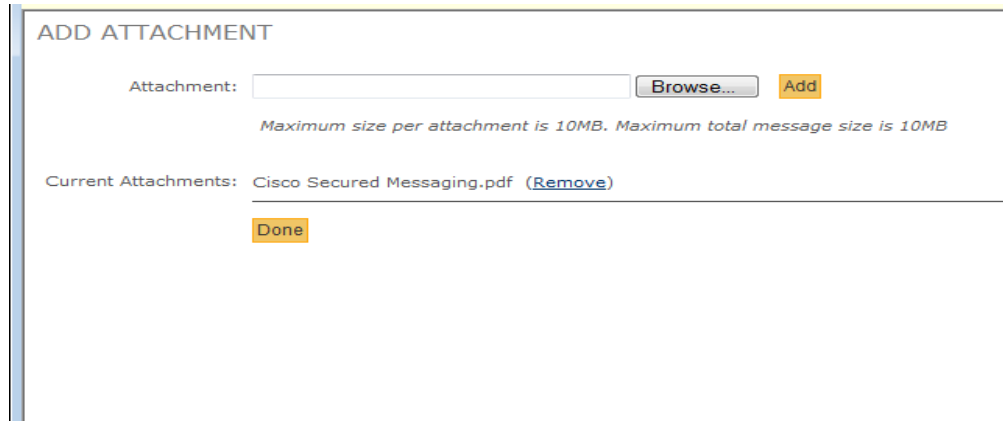 ADD ATTACHMENT
Attachment: Browse... Add
Maximum size per attachment is 10MB. Maximum total message size is 10MB
Current Attachments: Cisco Secured Messaging.pdf (Remove)
Done